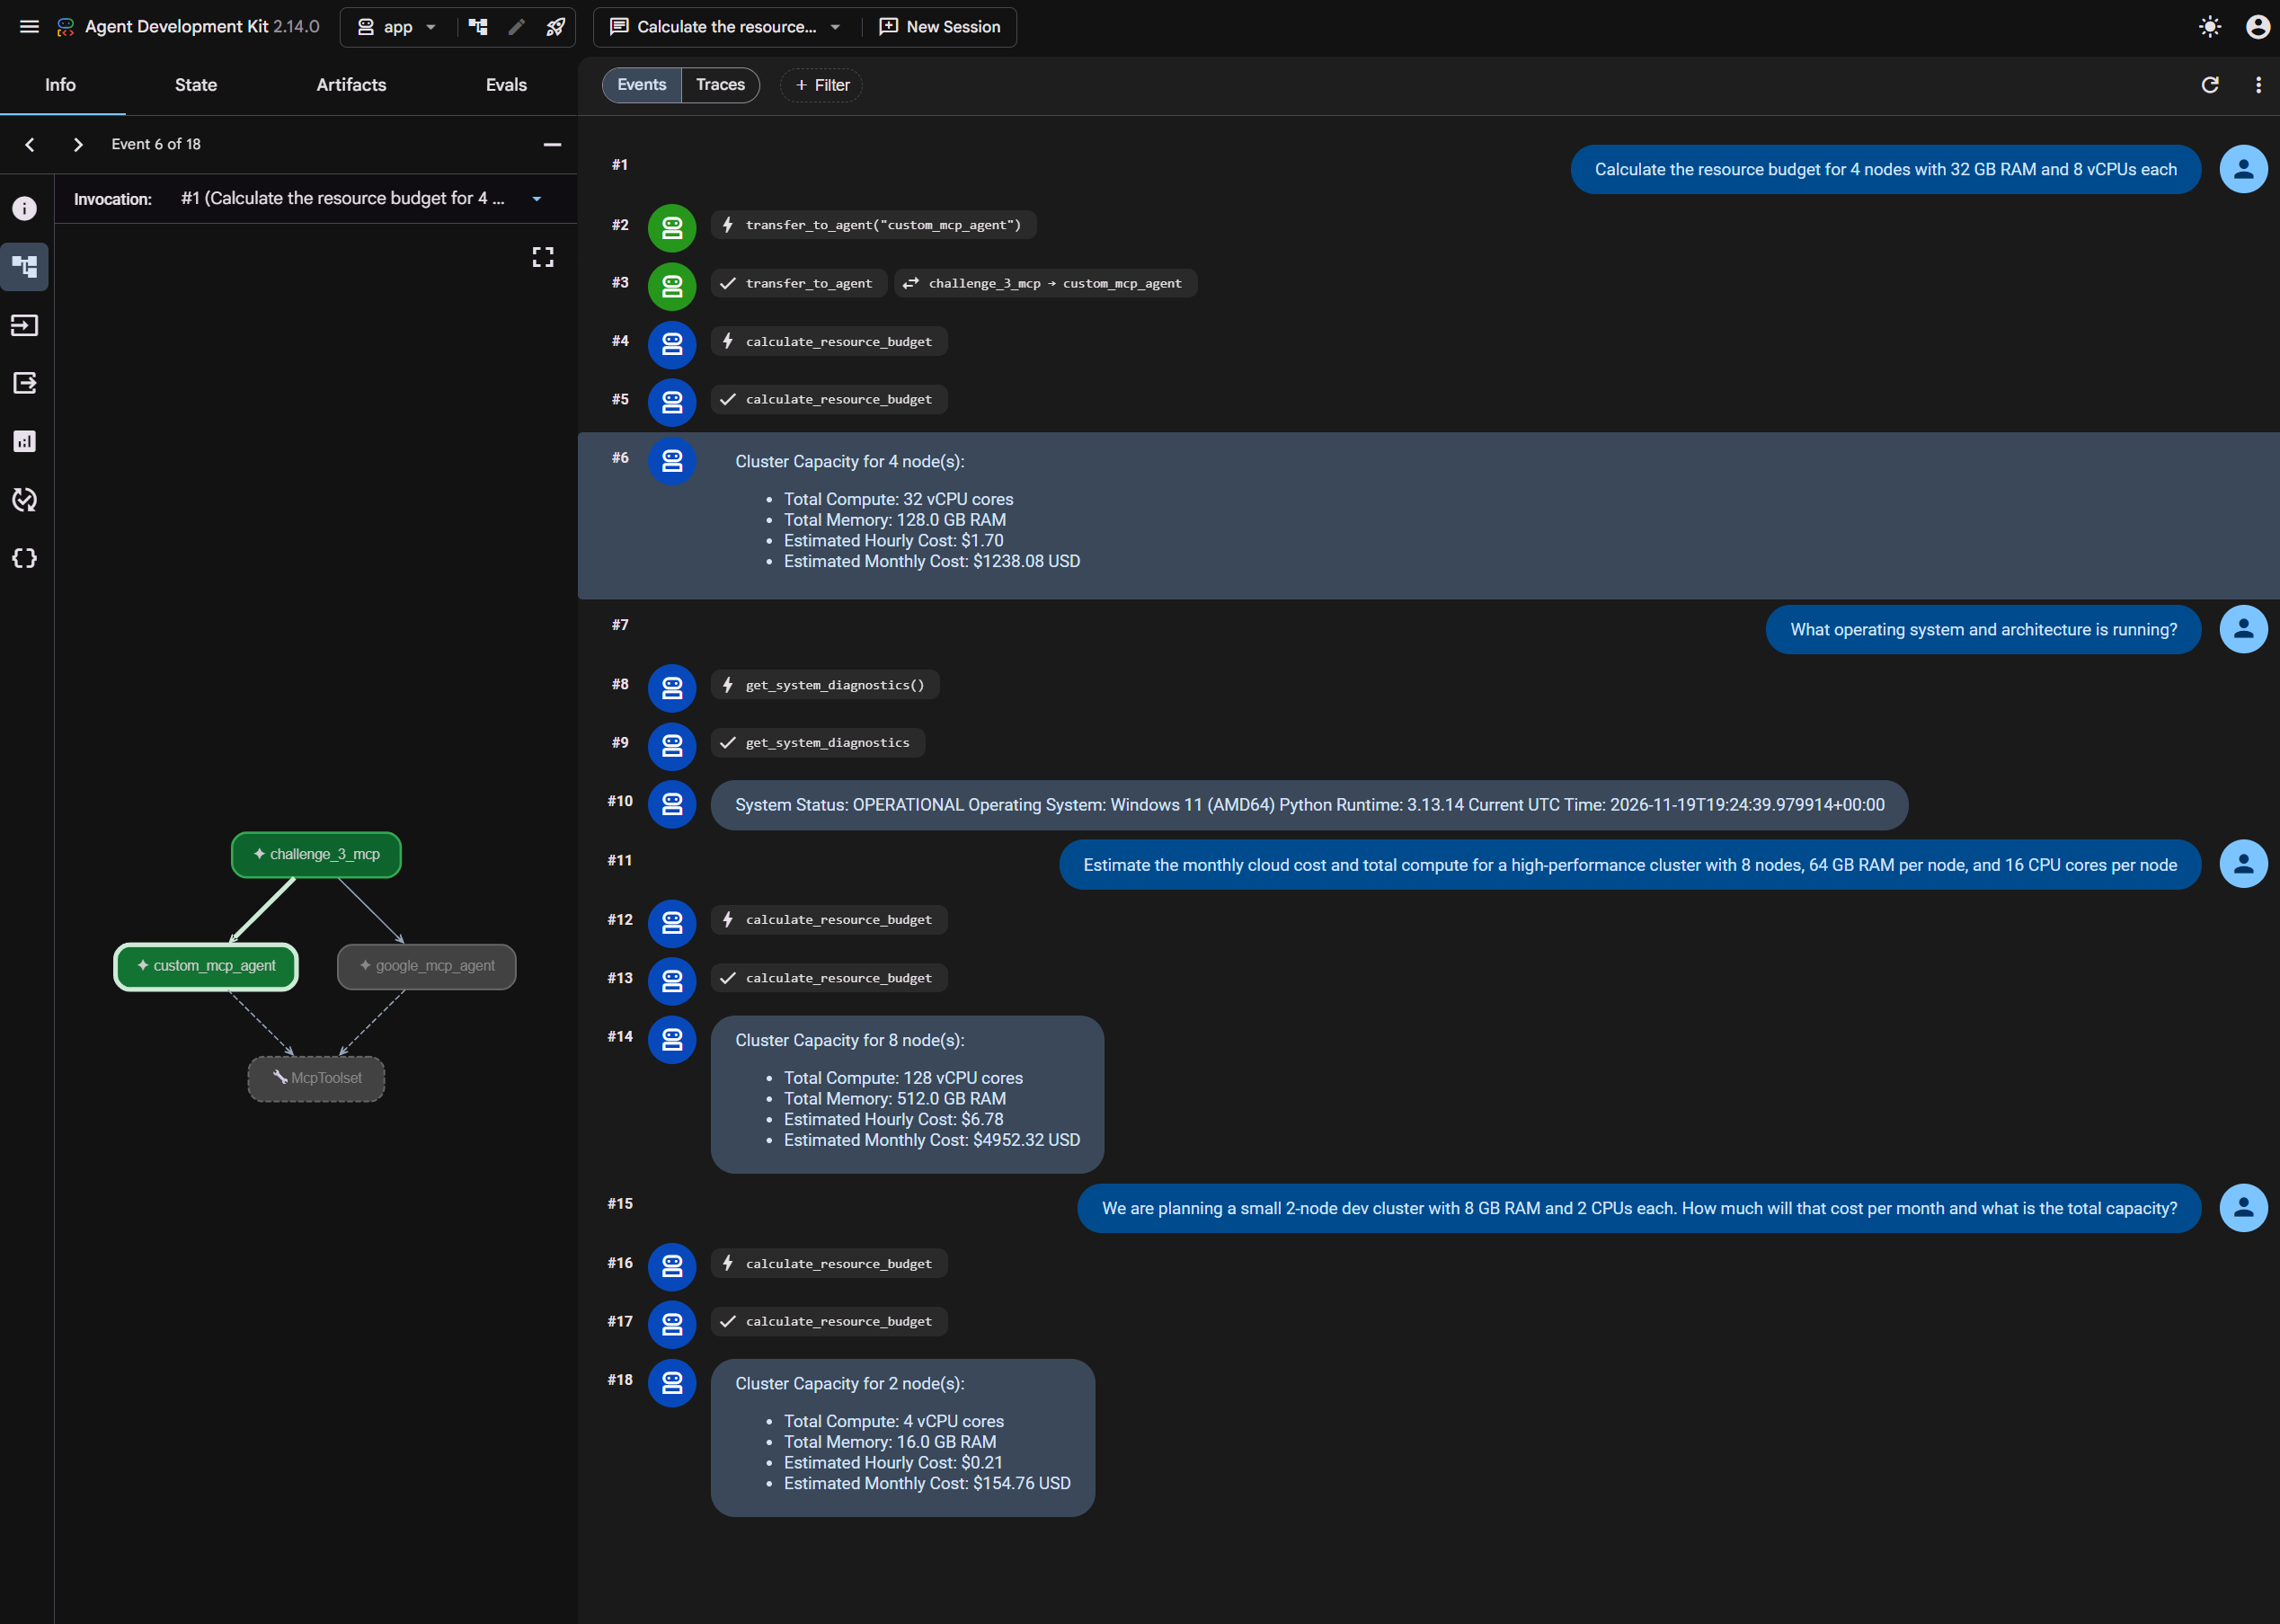 Agent Development Kit 2.14.0
app
Calculate the resource...
New Session
Info
State
Artifacts
Evals
Events
Traces
+ Filter
Event 6 of 18
Invocation:
#1 (Calculate the resource budget for 4 ...
challenge_3_mcp
custom_mcp_agent
google_mcp_agent
McpToolset
#1
Calculate the resource budget for 4 nodes with 32 GB RAM and 8 vCPUs each
#2
transfer_to_agent("custom_mcp_agent")
#3
transfer_to_agent
challenge_3_mcp → custom_mcp_agent
#4
calculate_resource_budget
#5
calculate_resource_budget
#6
Cluster Capacity for 4 node(s):
• Total Compute: 32 vCPU cores
• Total Memory: 128.0 GB RAM
• Estimated Hourly Cost: $1.70
• Estimated Monthly Cost: $1238.08 USD
#7
What operating system and architecture is running?
#8
get_system_diagnostics()
#9
get_system_diagnostics
#10
System Status: OPERATIONAL Operating System: Windows 11 (AMD64) Python Runtime: 3.13.14 Current UTC Time: 2026-11-19T19:24:39.979914+00:00
#11
Estimate the monthly cloud cost and total compute for a high-performance cluster with 8 nodes, 64 GB RAM per node, and 16 CPU cores per node
#12
calculate_resource_budget
#13
calculate_resource_budget
#14
Cluster Capacity for 8 node(s):
• Total Compute: 128 vCPU cores
• Total Memory: 512.0 GB RAM
• Estimated Hourly Cost: $6.78
• Estimated Monthly Cost: $4952.32 USD
#15
We are planning a small 2-node dev cluster with 8 GB RAM and 2 CPUs each. How much will that cost per month and what is the total capacity?
#16
calculate_resource_budget
#17
calculate_resource_budget
#18
Cluster Capacity for 2 node(s):
• Total Compute: 4 vCPU cores
• Total Memory: 16.0 GB RAM
• Estimated Hourly Cost: $0.21
• Estimated Monthly Cost: $154.76 USD